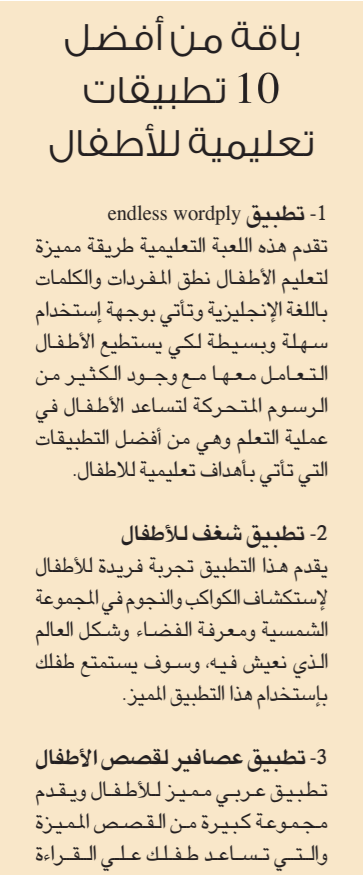 باقة من أفضل
10 تطبيقات
تعليمية للأطفال
1- تطبيق endless wordply
تقدم هذه اللعبة التعليمية طريقة مميزة
لتعليم الأطفال نطق المفردات والكلمات
باللغة الإنجليزية وتأتي بوجهة إستخدام
سهلة وبسيطة لكي يستطيع الأطفال
التعامل معها مع وجود الكثير من
الرسوم المتحركة لتساعد الأطفال في
عملية التعلم وهي من أفضل التطبيقات
التي تأتي بأهداف تعليمية للاطفال.
2- تطبيق شغف للأطفال
يقدم هذا التطبيق تجربة فريدة للأطفال
لإستكشاف الكواكب والنجوم في المجموعة
الشمسية ومعرفة الفضاء وشكل العالم
الذي نعيش فيه، وسوف يستمتع طفلك
بإستخدام هذا التطبيق المميز.
3- تطبيق عصافير لقصص الأطفال
تطبيق عربي مميز للأطفال ويقدم
مجموعة كبيرة من القصص المميزة
والتي تساعد طفلك علي القراءة